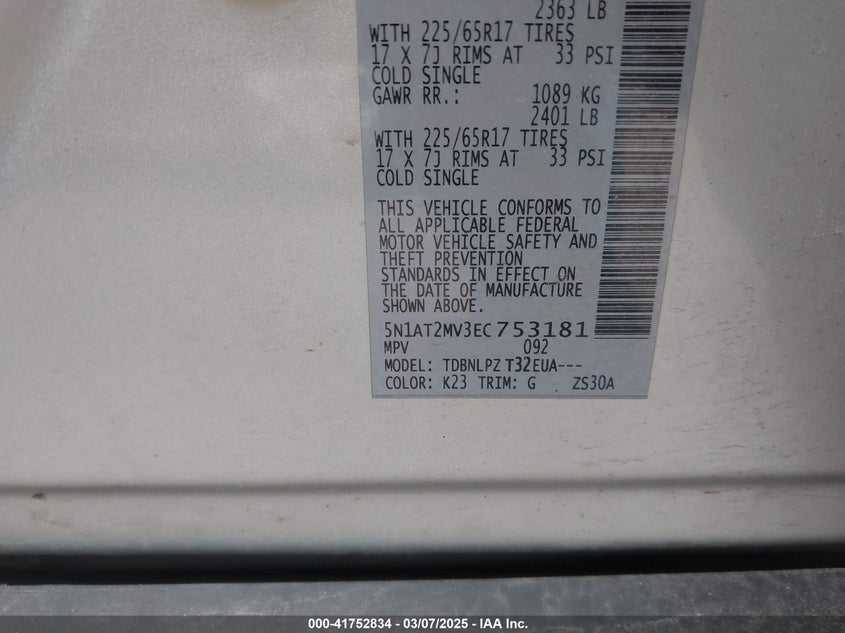 2363 LB
WITH 225/65R17 TIRES
17 X 7J RIMS AT 33 PSI
COLD SINGLE
GAWR RR.: 1089 KG
2401 LB
WITH 225/65R17 TIRES
17 X 7J RIMS AT 33 PSI
COLD SINGLE
THIS VEHICLE CONFORMS TO
ALL APPLICABLE FEDERAL
MOTOR VEHICLE SAFETY AND
THEFT PREVENTION
STANDARDS IN EFFECT ON
THE DATE OF MANUFACTURE
SHOWN ABOVE.
5N1AT2MV3EC753181
MPV 092
MODEL: TDBNLPZ T32EUA---
COLOR: K23 TRIM: G ZS30A
000-41752834 - 03/07/2025 - IAA Inc.